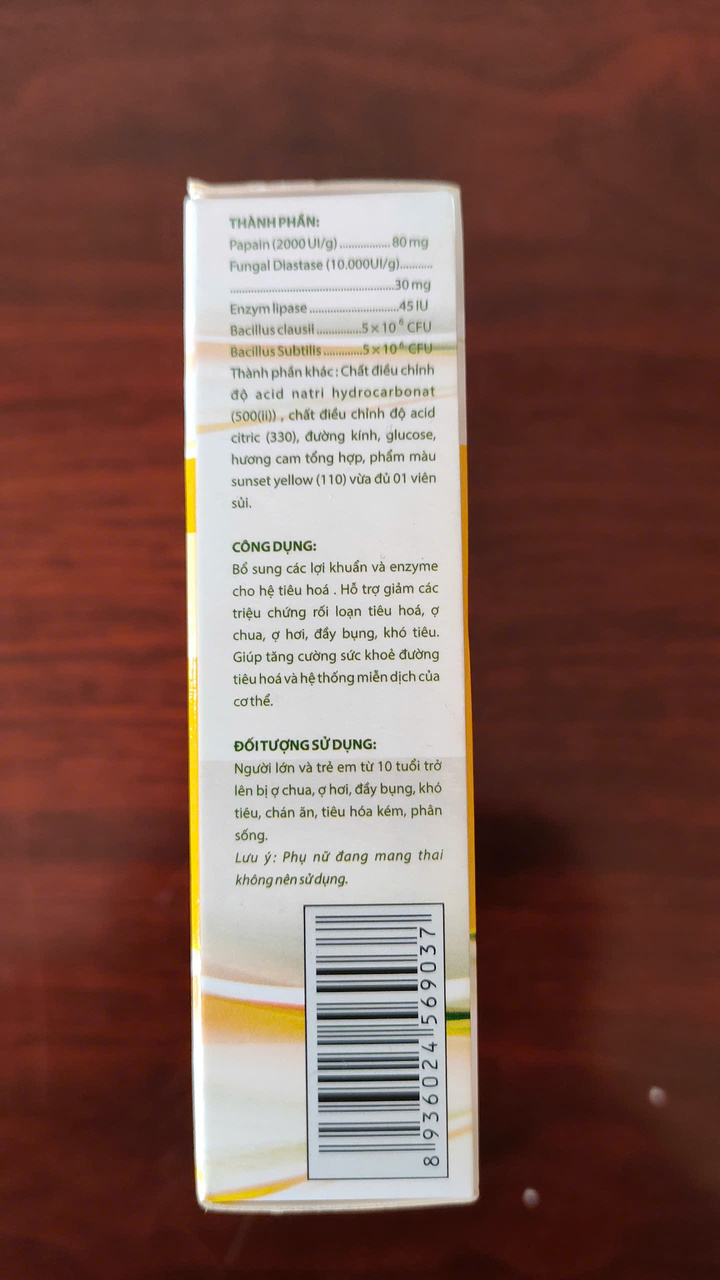 THÀNH PHẦN:
Papain (2000 UI/g).................80 mg
Fungal Diastase (10.000UI/g)...........
.......................................................30 mg
Enzym lipase..............................45 IU
Bacillus clausii...............5 × 10⁶ CFU
Bacillus Subtilis.............5 × 10⁶ CFU
Thành phần khác : Chất điều chỉnh
độ acid natri hydrocarbonat
(500(ii)) , chất điều chỉnh độ acid
citric (330), đường kính, glucose,
hương cam tổng hợp, phẩm màu
sunset yellow (110) vừa đủ 01 viên
sủi.
CÔNG DỤNG:
Bổ sung các lợi khuẩn và enzyme
cho hệ tiêu hoá . Hỗ trợ giảm các
triệu chứng rối loạn tiêu hoá, ợ
chua, ợ hơi, đầy bụng, khó tiêu.
Giúp tăng cường sức khoẻ đường
tiêu hoá và hệ thống miễn dịch của
cơ thể.
ĐỐI TƯỢNG SỬ DỤNG:
Người lớn và trẻ em từ 10 tuổi trở
lên bị ợ chua, ợ hơi, đầy bụng, khó
tiêu, chán ăn, tiêu hóa kém, phân
sống.
Lưu ý: Phụ nữ đang mang thai
không nên sử dụng.
8 936024 569037